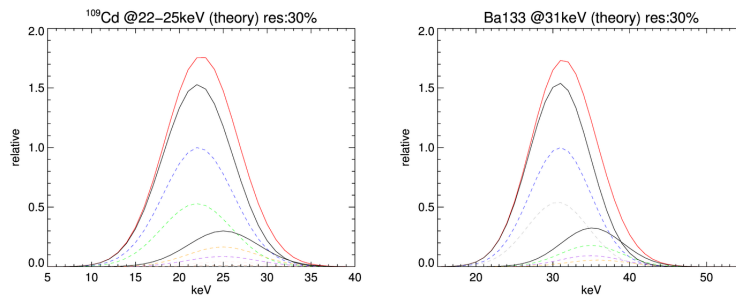 ¹⁰⁹Cd @22−25keV (theory) res:30%
2.0
1.5
1.0
0.5
0.0
relative
5 10 15 20 25 30 35 40
keV
Ba133 @31keV (theory) res:30%
2.0
1.5
1.0
0.5
0.0
relative
20 30 40 50
keV